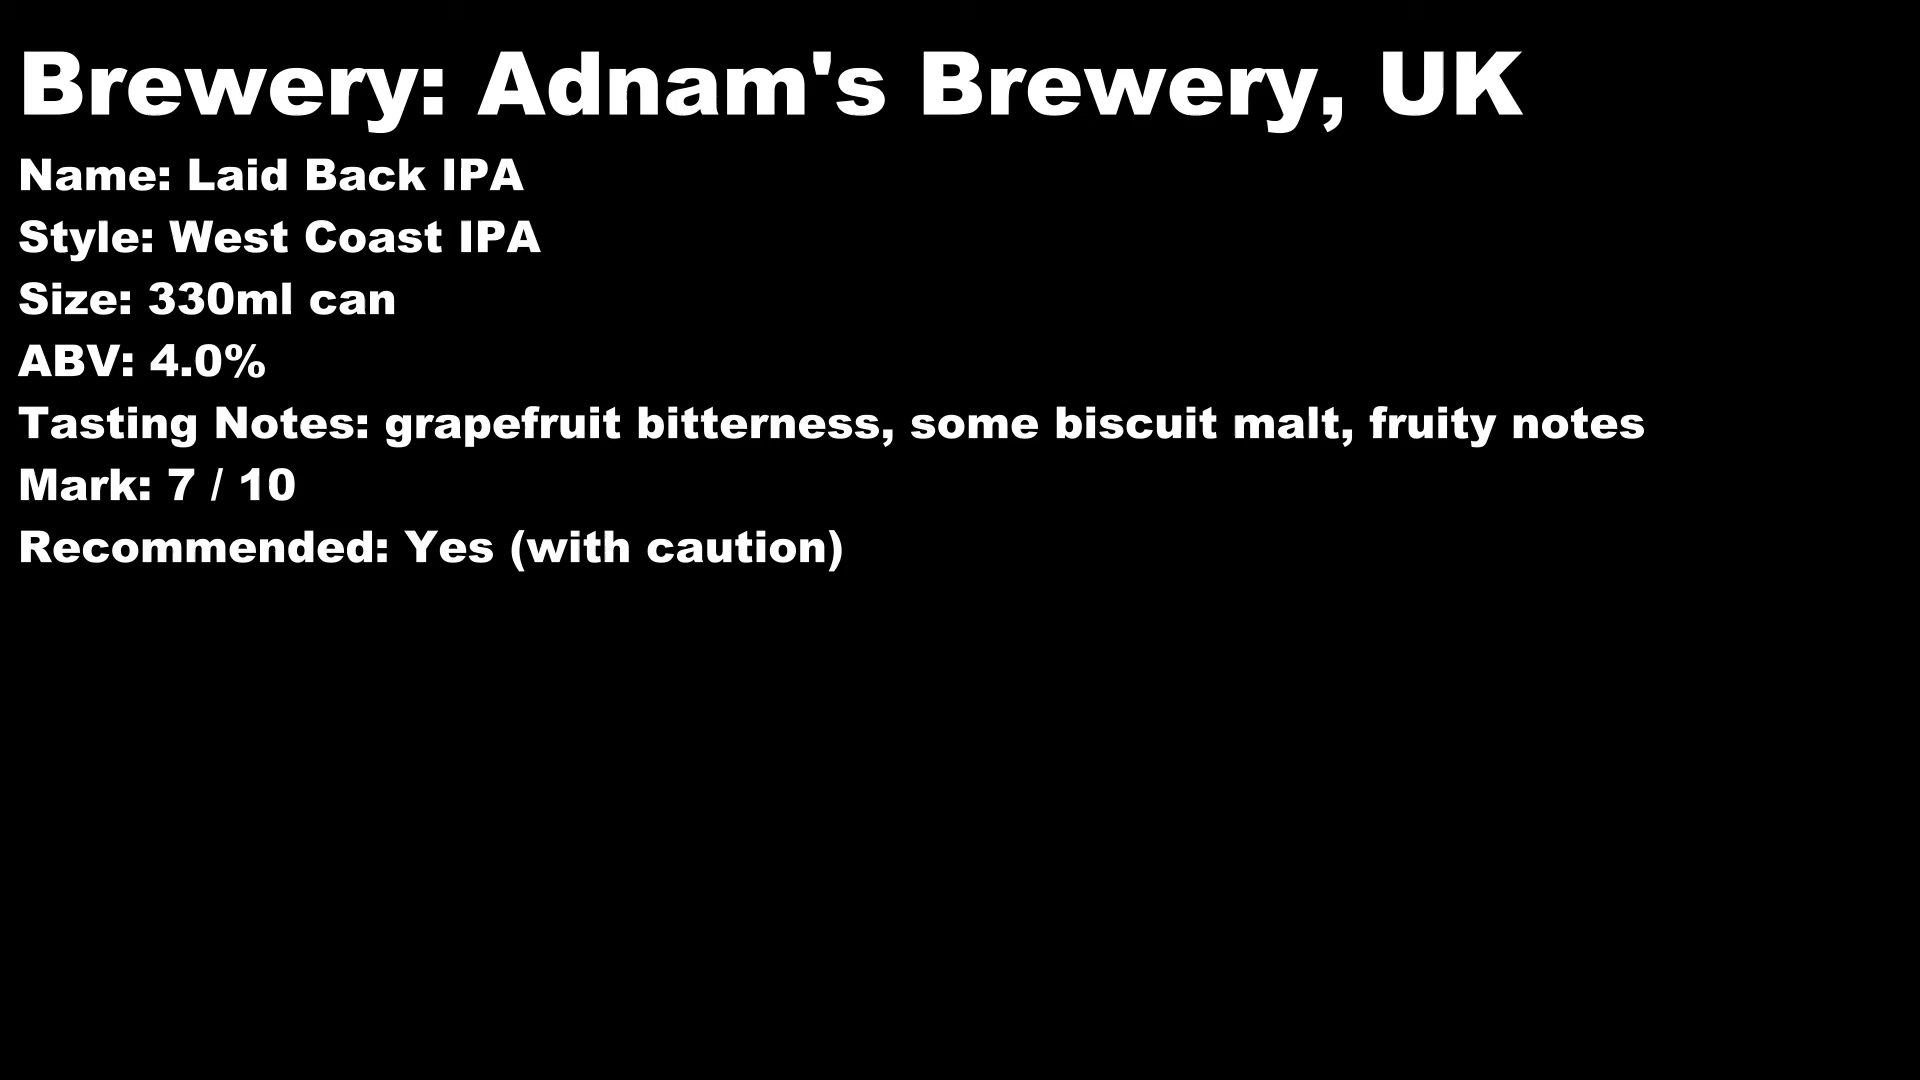 Brewery: Adnam's Brewery, UK
Name: Laid Back IPA
Style: West Coast IPA
Size: 330ml can
ABV: 4.0%
Tasting Notes: grapefruit bitterness, some biscuit malt, fruity notes
Mark: 7 / 10
Recommended: Yes (with caution)